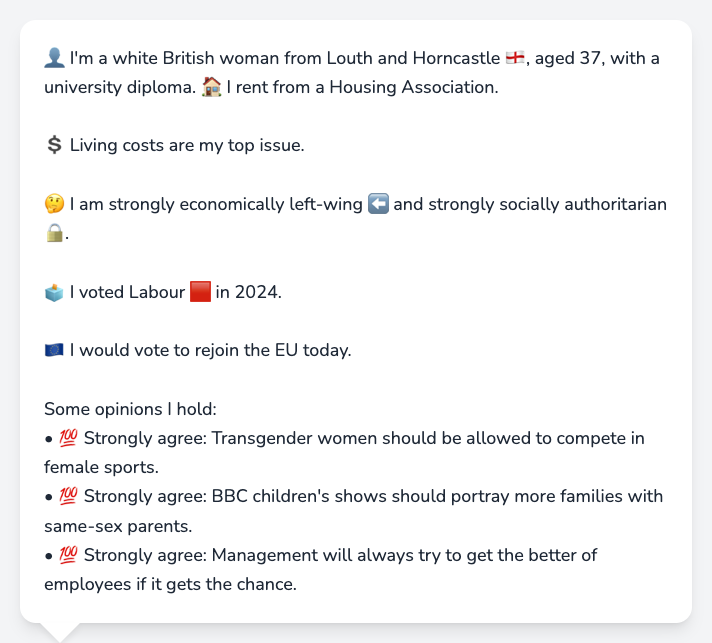 👤 I'm a white British woman from Louth and Horncastle 🏴󠁧󠁢󠁥󠁮󠁧󠁿, aged 37, with a
university diploma. 🏠 I rent from a Housing Association.
💲 Living costs are my top issue.
🤔 I am strongly economically left-wing ⬅️ and strongly socially authoritarian
🔒.
🗳️ I voted Labour 🟥 in 2024.
🇪🇺 I would vote to rejoin the EU today.
Some opinions I hold:
• 💯 Strongly agree: Transgender women should be allowed to compete in
female sports.
• 💯 Strongly agree: BBC children's shows should portray more families with
same-sex parents.
• 💯 Strongly agree: Management will always try to get the better of
employees if it gets the chance.